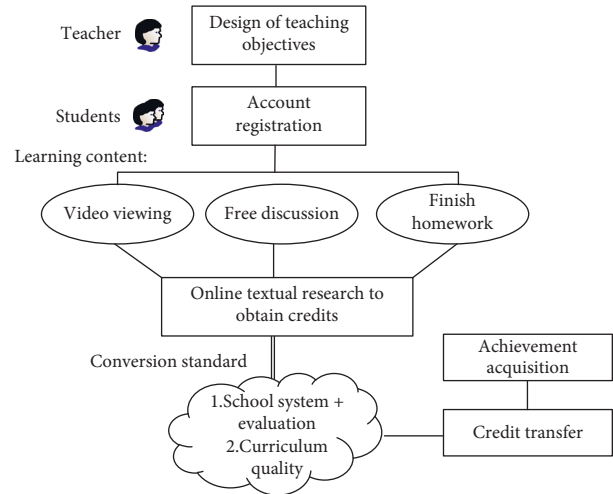 Teacher
Design of teaching
objectives
Students
Account
registration
Learning content:
Video viewing
Free discussion
Finish
homework
Online textual research to
obtain credits
Conversion standard
1.School system +
evaluation
2.Curriculum
quality
Achievement
acquisition
Credit transfer